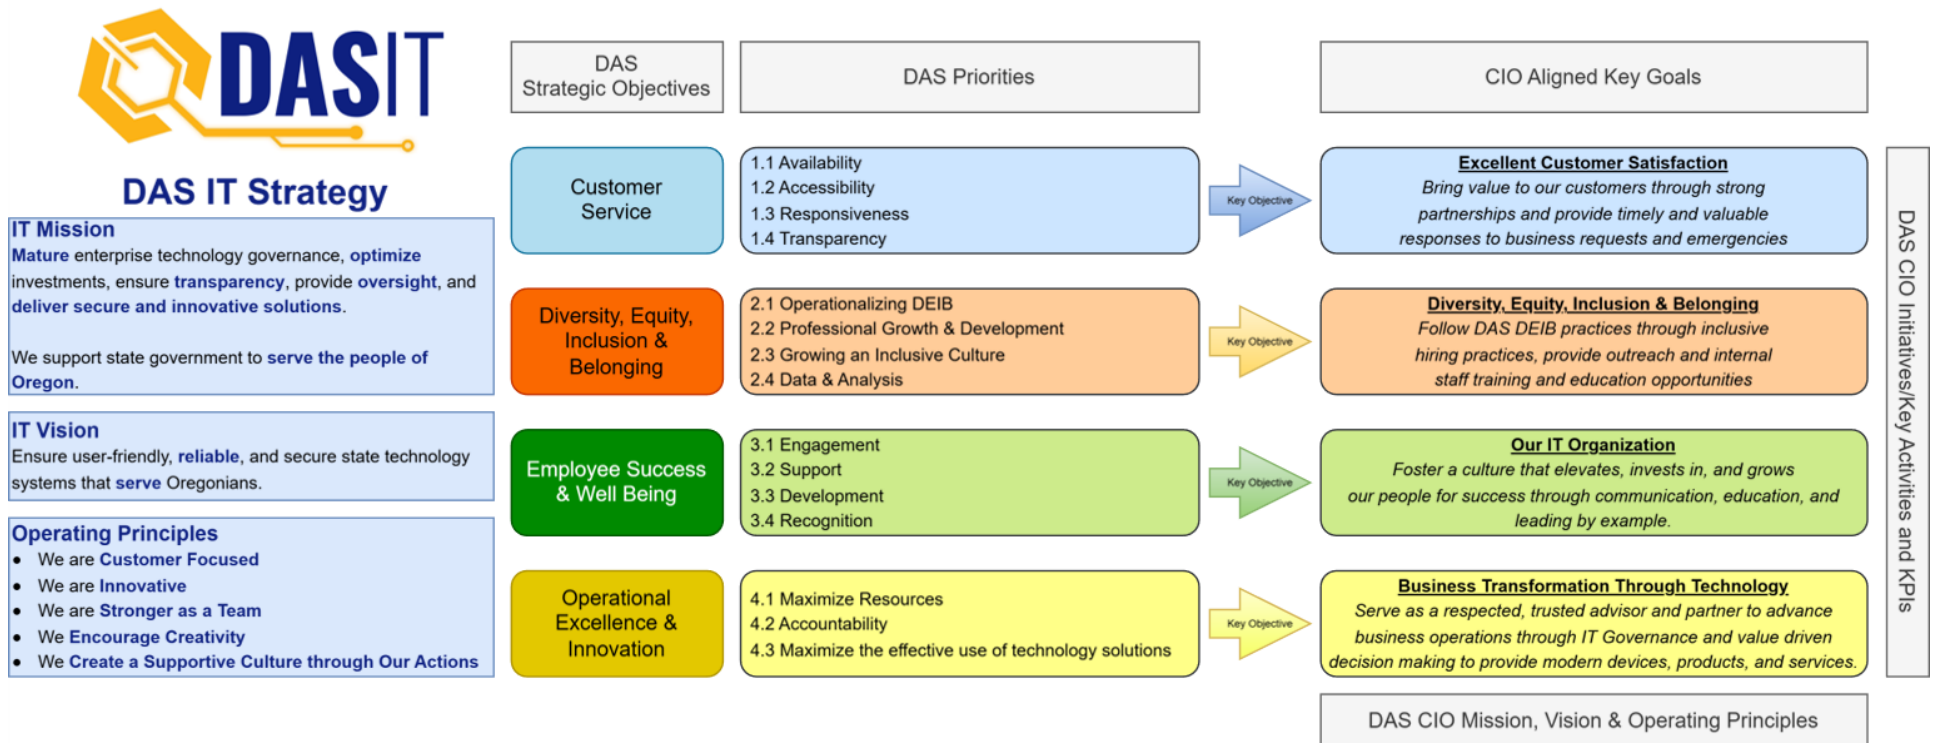 DASIT
DAS IT Strategy
IT Mission
Mature enterprise technology governance, optimize
investments, ensure transparency, provide oversight, and
deliver secure and innovative solutions.
We support state government to serve the people of
Oregon.
IT Vision
Ensure user-friendly, reliable, and secure state technology
systems that serve Oregonians.
Operating Principles
● We are Customer Focused
● We are Innovative
● We are Stronger as a Team
● We Encourage Creativity
● We Create a Supportive Culture through Our Actions
DAS
Strategic Objectives
DAS Priorities
CIO Aligned Key Goals
Customer
Service
1.1 Availability
1.2 Accessibility
1.3 Responsiveness
1.4 Transparency
Key Objective
Excellent Customer Satisfaction
Bring value to our customers through strong
partnerships and provide timely and valuable
responses to business requests and emergencies
Diversity, Equity,
Inclusion &
Belonging
2.1 Operationalizing DEIB
2.2 Professional Growth & Development
2.3 Growing an Inclusive Culture
2.4 Data & Analysis
Key Objective
Diversity, Equity, Inclusion & Belonging
Follow DAS DEIB practices through inclusive
hiring practices, provide outreach and internal
staff training and education opportunities
Employee Success
& Well Being
3.1 Engagement
3.2 Support
3.3 Development
3.4 Recognition
Key Objective
Our IT Organization
Foster a culture that elevates, invests in, and grows
our people for success through communication, education, and
leading by example.
Operational
Excellence &
Innovation
4.1 Maximize Resources
4.2 Accountability
4.3 Maximize the effective use of technology solutions
Key Objective
Business Transformation Through Technology
Serve as a respected, trusted advisor and partner to advance
business operations through IT Governance and value driven
decision making to provide modern devices, products, and services.
DAS CIO Initiatives/Key Activities and KPIs
DAS CIO Mission, Vision & Operating Principles